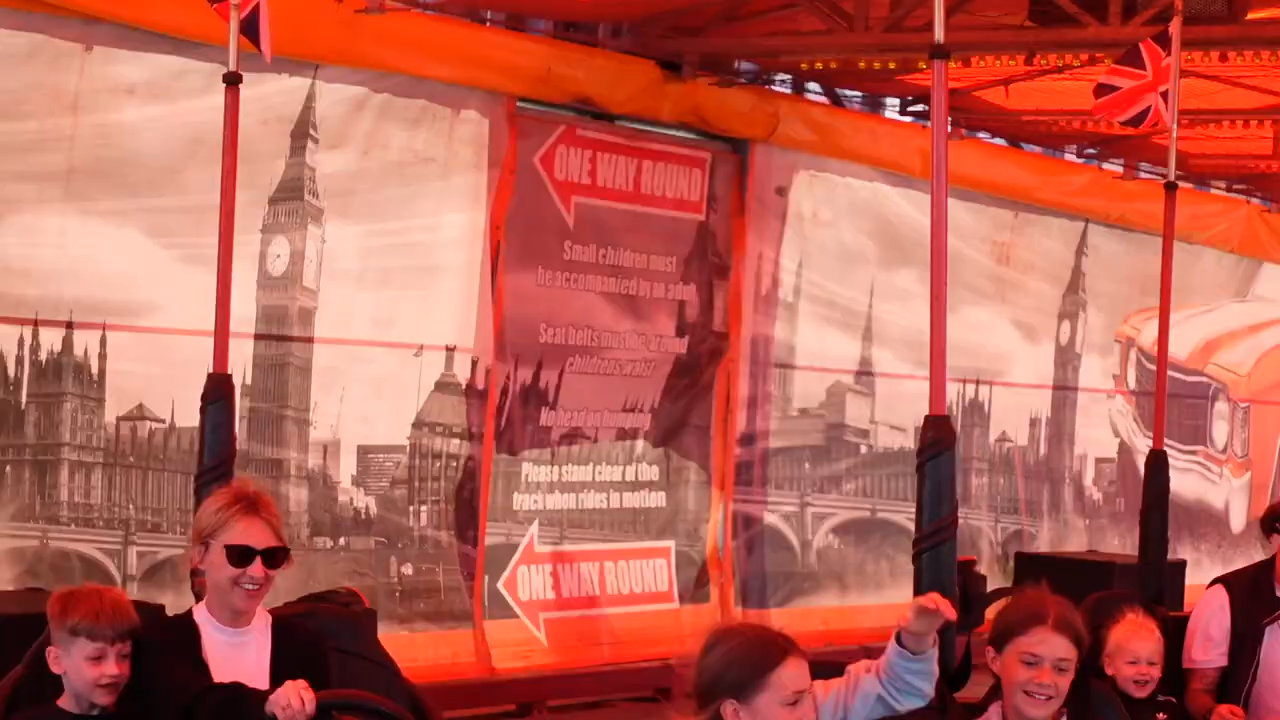 ONE WAY ROUND
Small children must
be accompanied by an adult
Seat belts must be around
childrens waist
No head on bumping
Please stand clear of the
track when rides in motion
ONE WAY ROUND